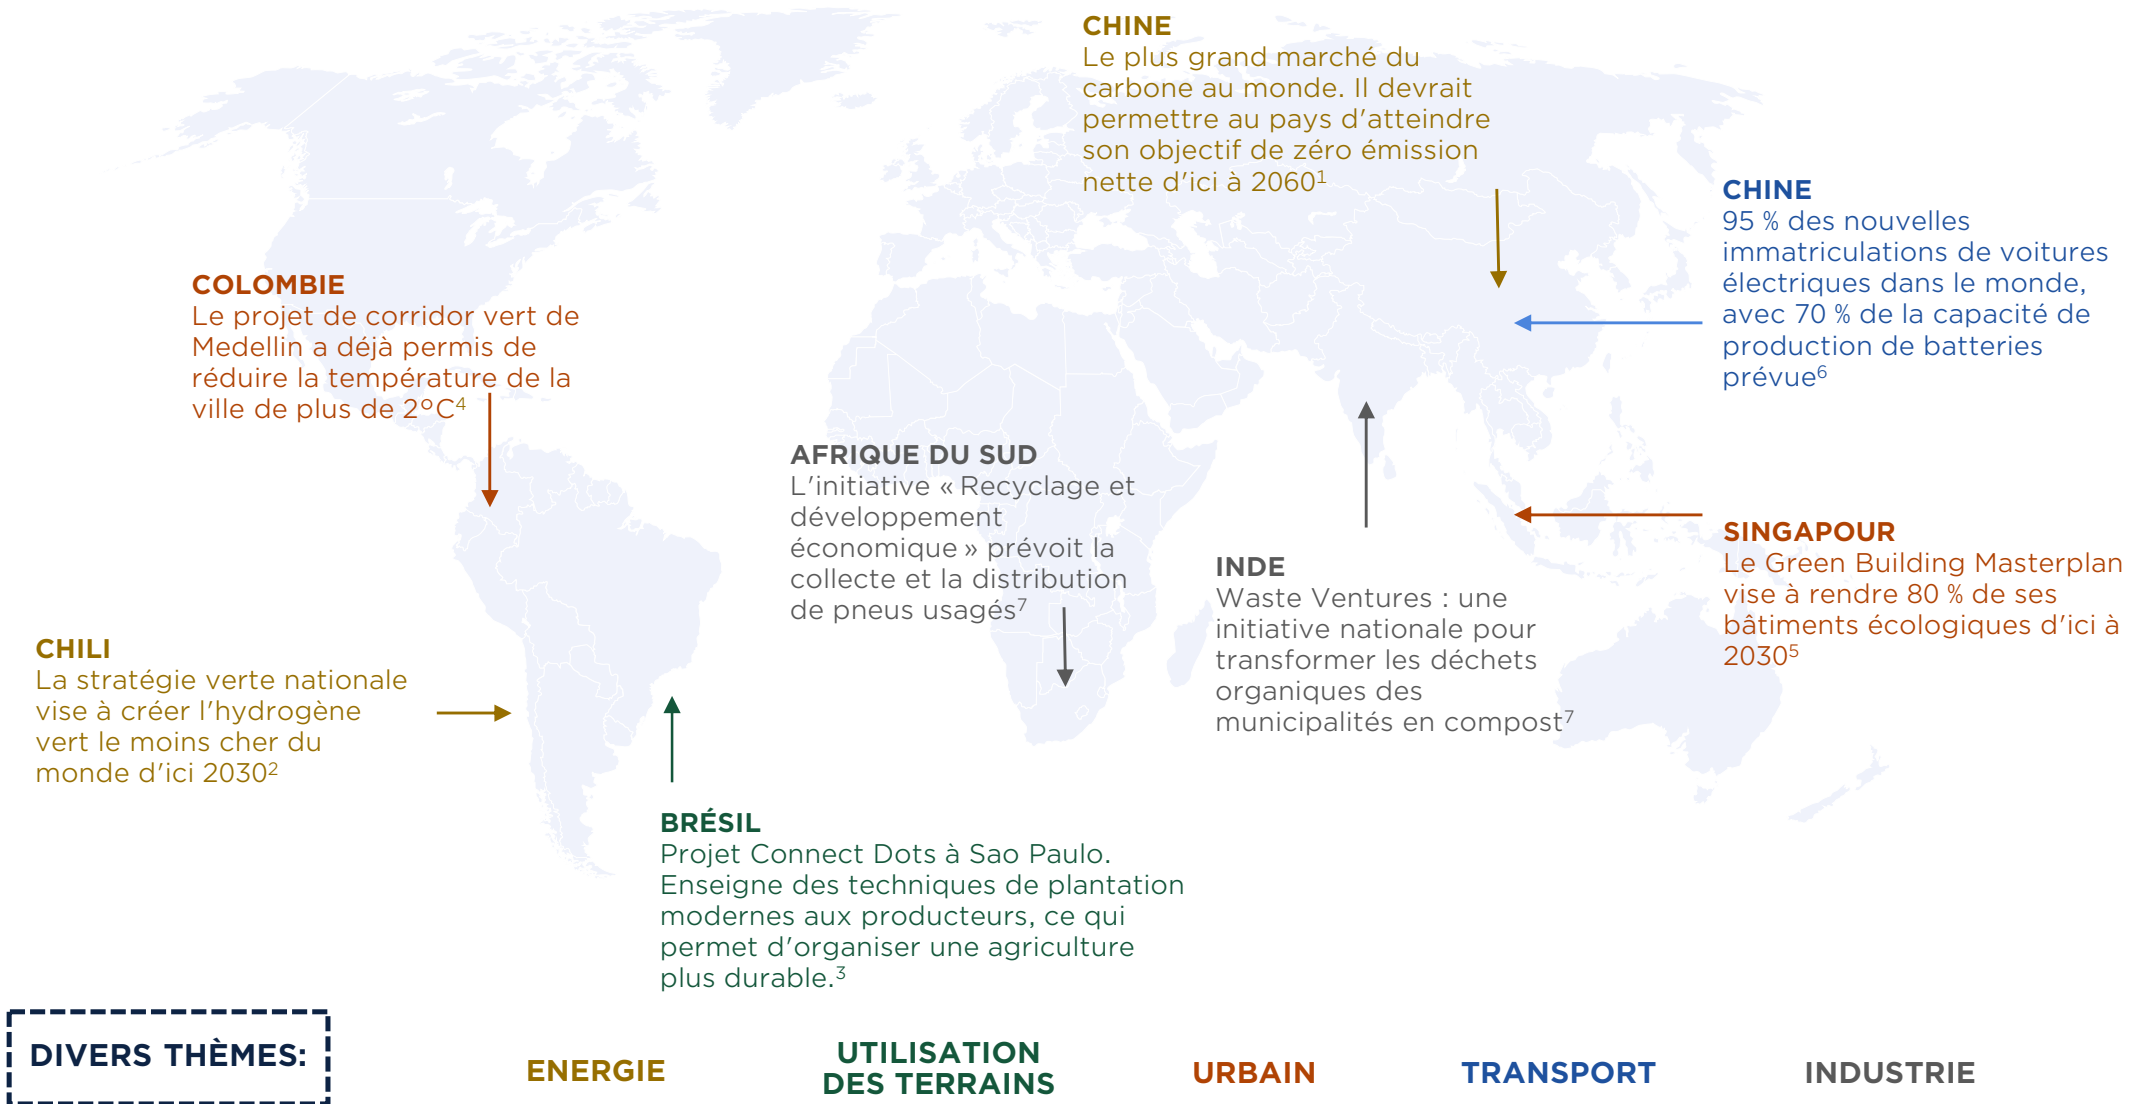 CHINE
Le plus grand marché du
carbone au monde. Il devrait
permettre au pays d'atteindre
son objectif de zéro émission
nette d'ici à 2060¹
CHINE
95 % des nouvelles
immatriculations de voitures
électriques dans le monde,
avec 70 % de la capacité de
production de batteries
prévue⁶
COLOMBIE
Le projet de corridor vert de
Medellin a déjà permis de
réduire la température de la
ville de plus de 2°C⁴
AFRIQUE DU SUD
L'initiative « Recyclage et
développement
économique » prévoit la
collecte et la distribution
de pneus usagés⁷
INDE
Waste Ventures : une
initiative nationale pour
transformer les déchets
organiques des
municipalités en compost⁷
SINGAPOUR
Le Green Building Masterplan
vise à rendre 80 % de ses
bâtiments écologiques d'ici à
2030⁵
CHILI
La stratégie verte nationale
vise à créer l'hydrogène
vert le moins cher du
monde d'ici 2030²
BRÉSIL
Projet Connect Dots à Sao Paulo.
Enseigne des techniques de plantation
modernes aux producteurs, ce qui
permet d'organiser une agriculture
plus durable.³
DIVERS THÈMES:
ENERGIE
UTILISATION
DES TERRAINS
URBAIN
TRANSPORT
INDUSTRIE